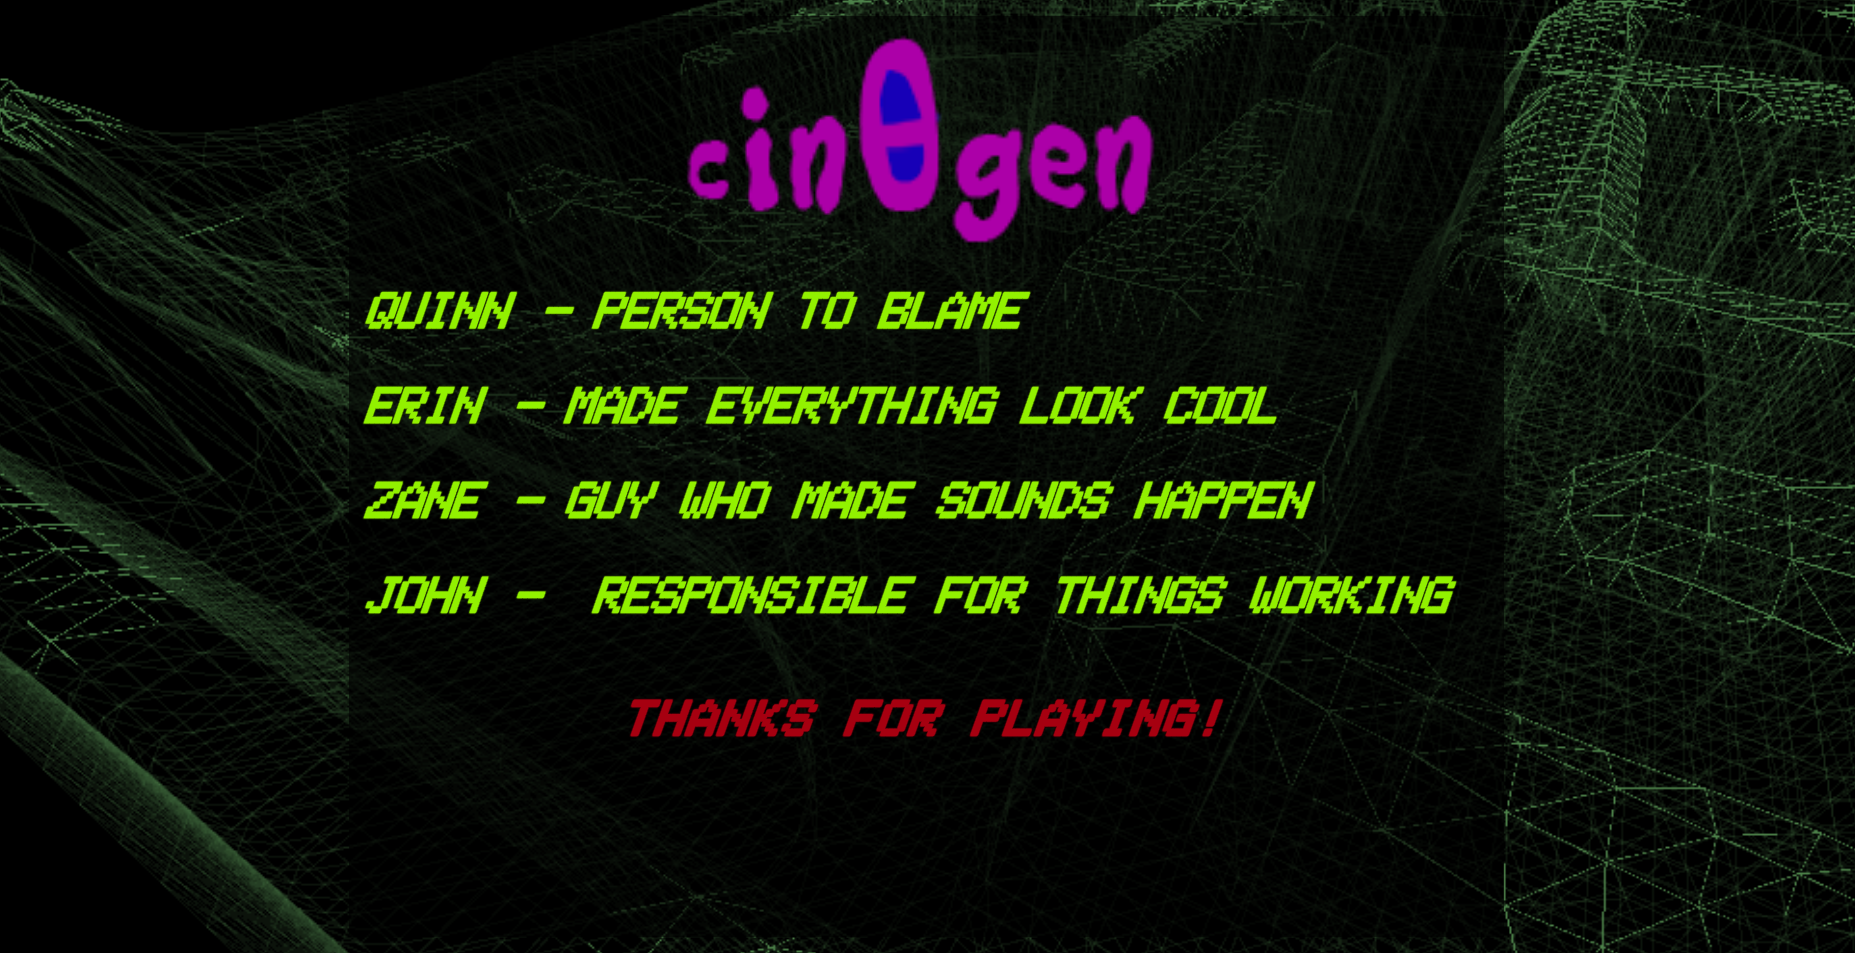 cinθgen
QUINN - PERSON TO BLAME
ERIN - MADE EVERYTHING LOOK COOL
ZANE - GUY WHO MADE SOUNDS HAPPEN
JOHN - RESPONSIBLE FOR THINGS WORKING
THANKS FOR PLAYING!